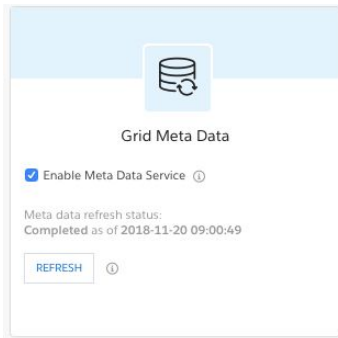 Grid Meta Data
Enable Meta Data Service
Meta data refresh status:
Completed as of 2018-11-20 09:00:49
REFRESH